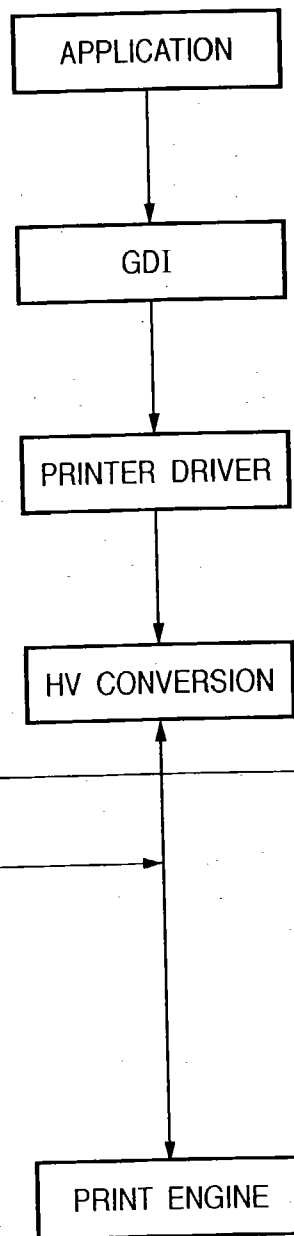 APPLICATION
GDI
PRINTER DRIVER
HV CONVERSION
PRINT ENGINE